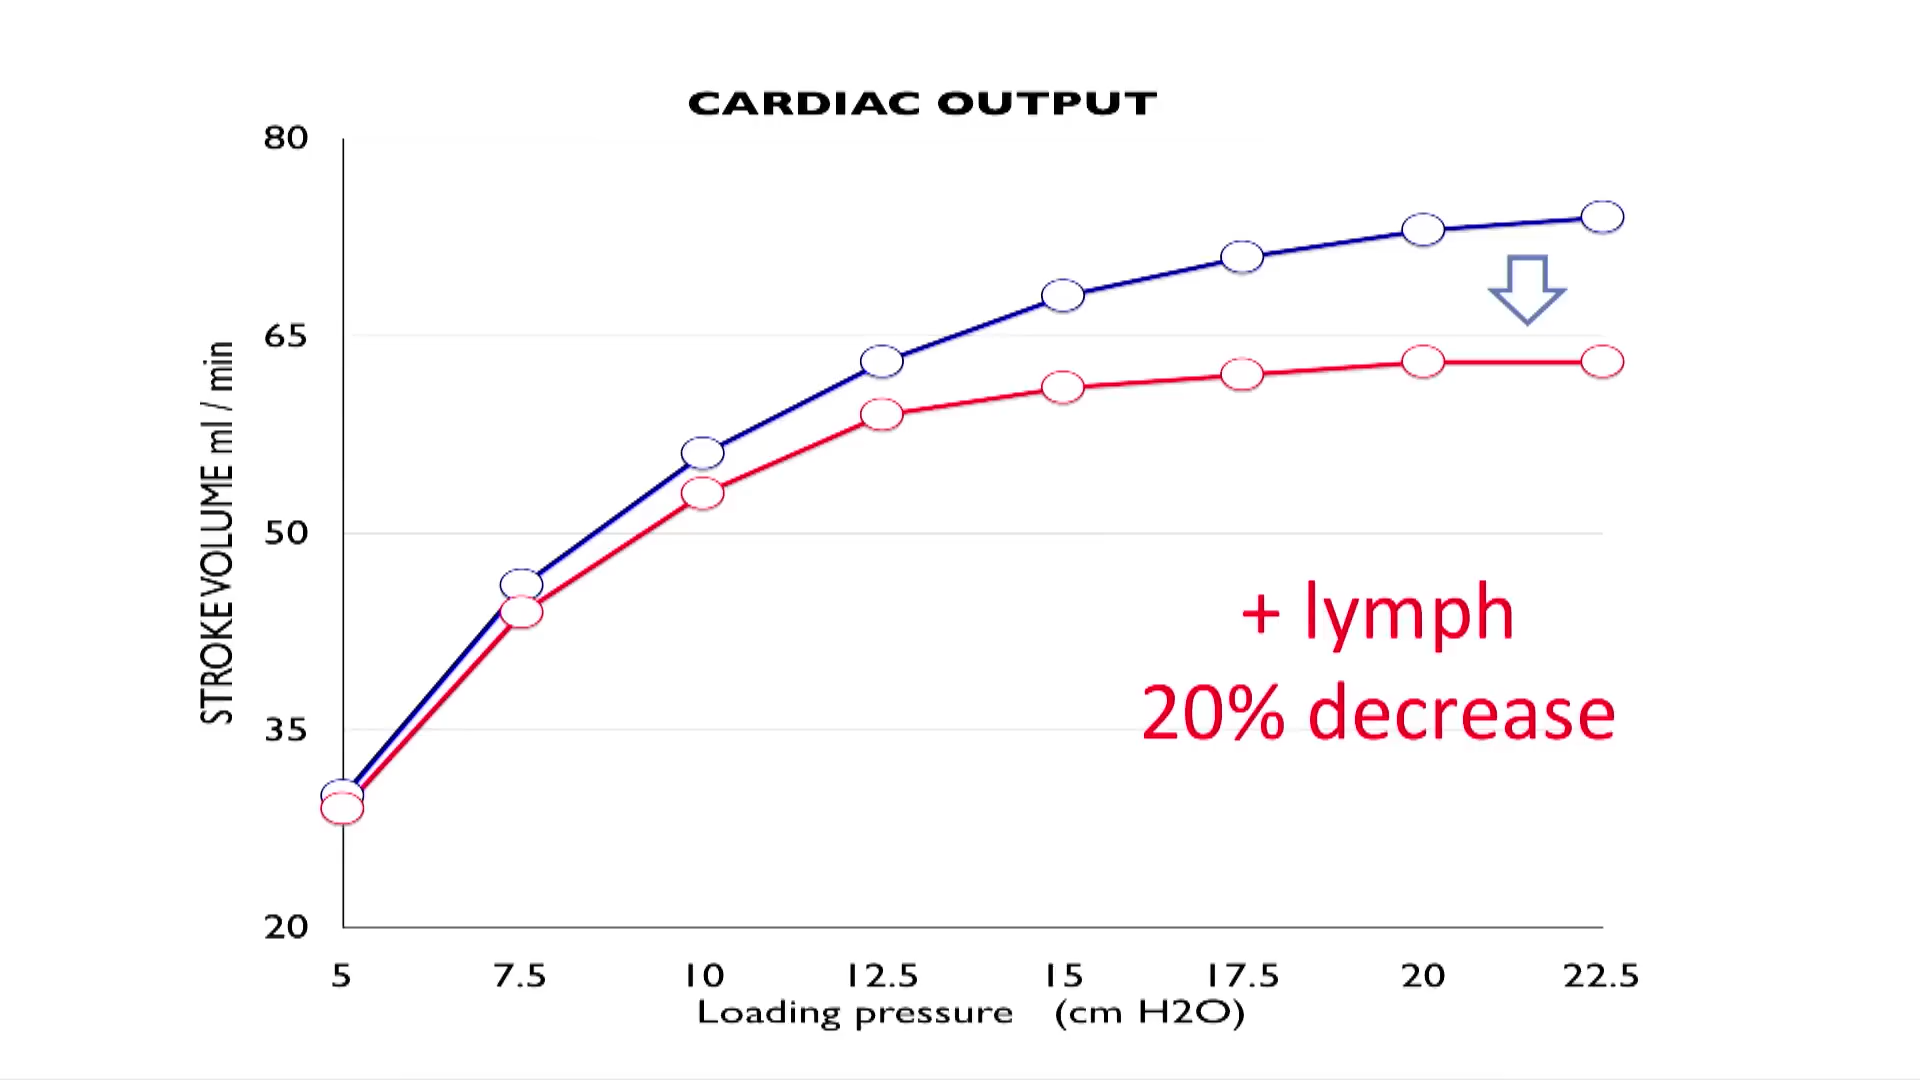 CARDIAC OUTPUT
80
65
50
35
20
STROKE VOLUME ml / min
+ lymph
20% decrease
5 7.5 10 12.5 15 17.5 20 22.5
Loading pressure (cm H2O)